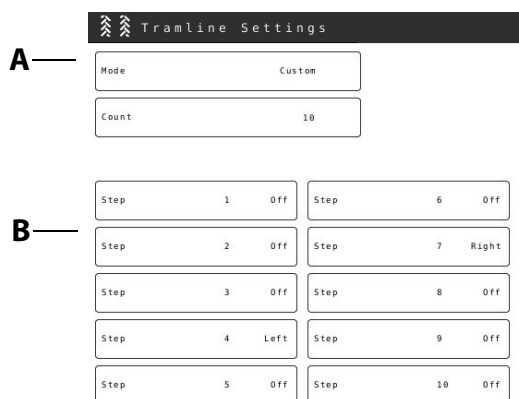 Tramline Settings
A
Mode Custom
Count 10
Step 1 Off Step 6 Off
B
Step 2 Off Step 7 Right
Step 3 Off Step 8 Off
Step 4 Left Step 9 Off
Step 5 Off Step 10 Off